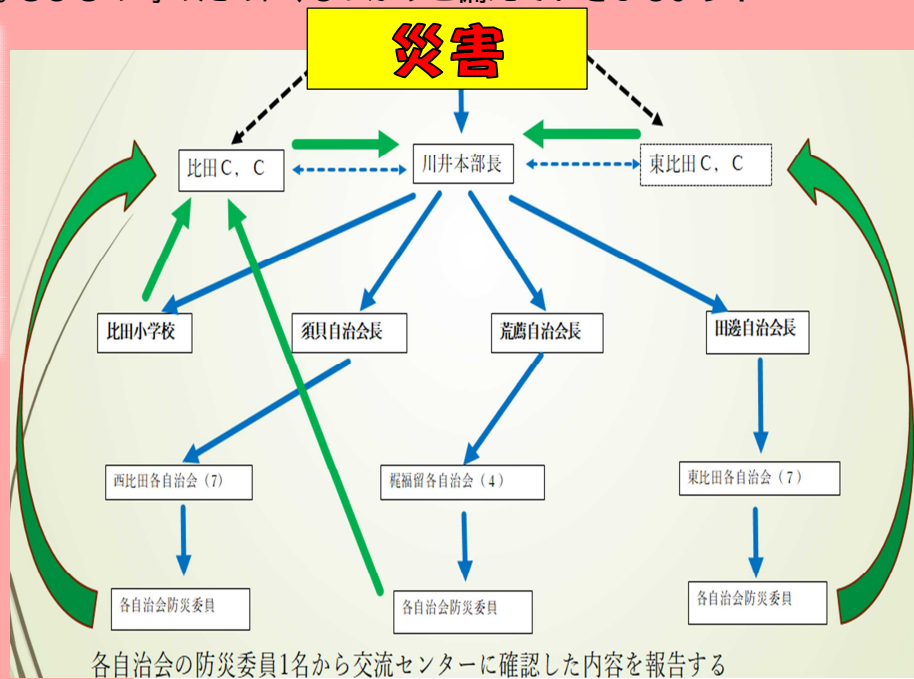 災害
比田C，C
川井本部長
東比田C，C
比田小学校
須貝自治会長
荒薦自治会長
田邊自治会長
西比田各自治会（7）
梶福留各自治会（4）
東比田各自治会（7）
各自治会防災委員
各自治会防災委員
各自治会防災委員
各自治会の防災委員1名から交流センターに確認した内容を報告する